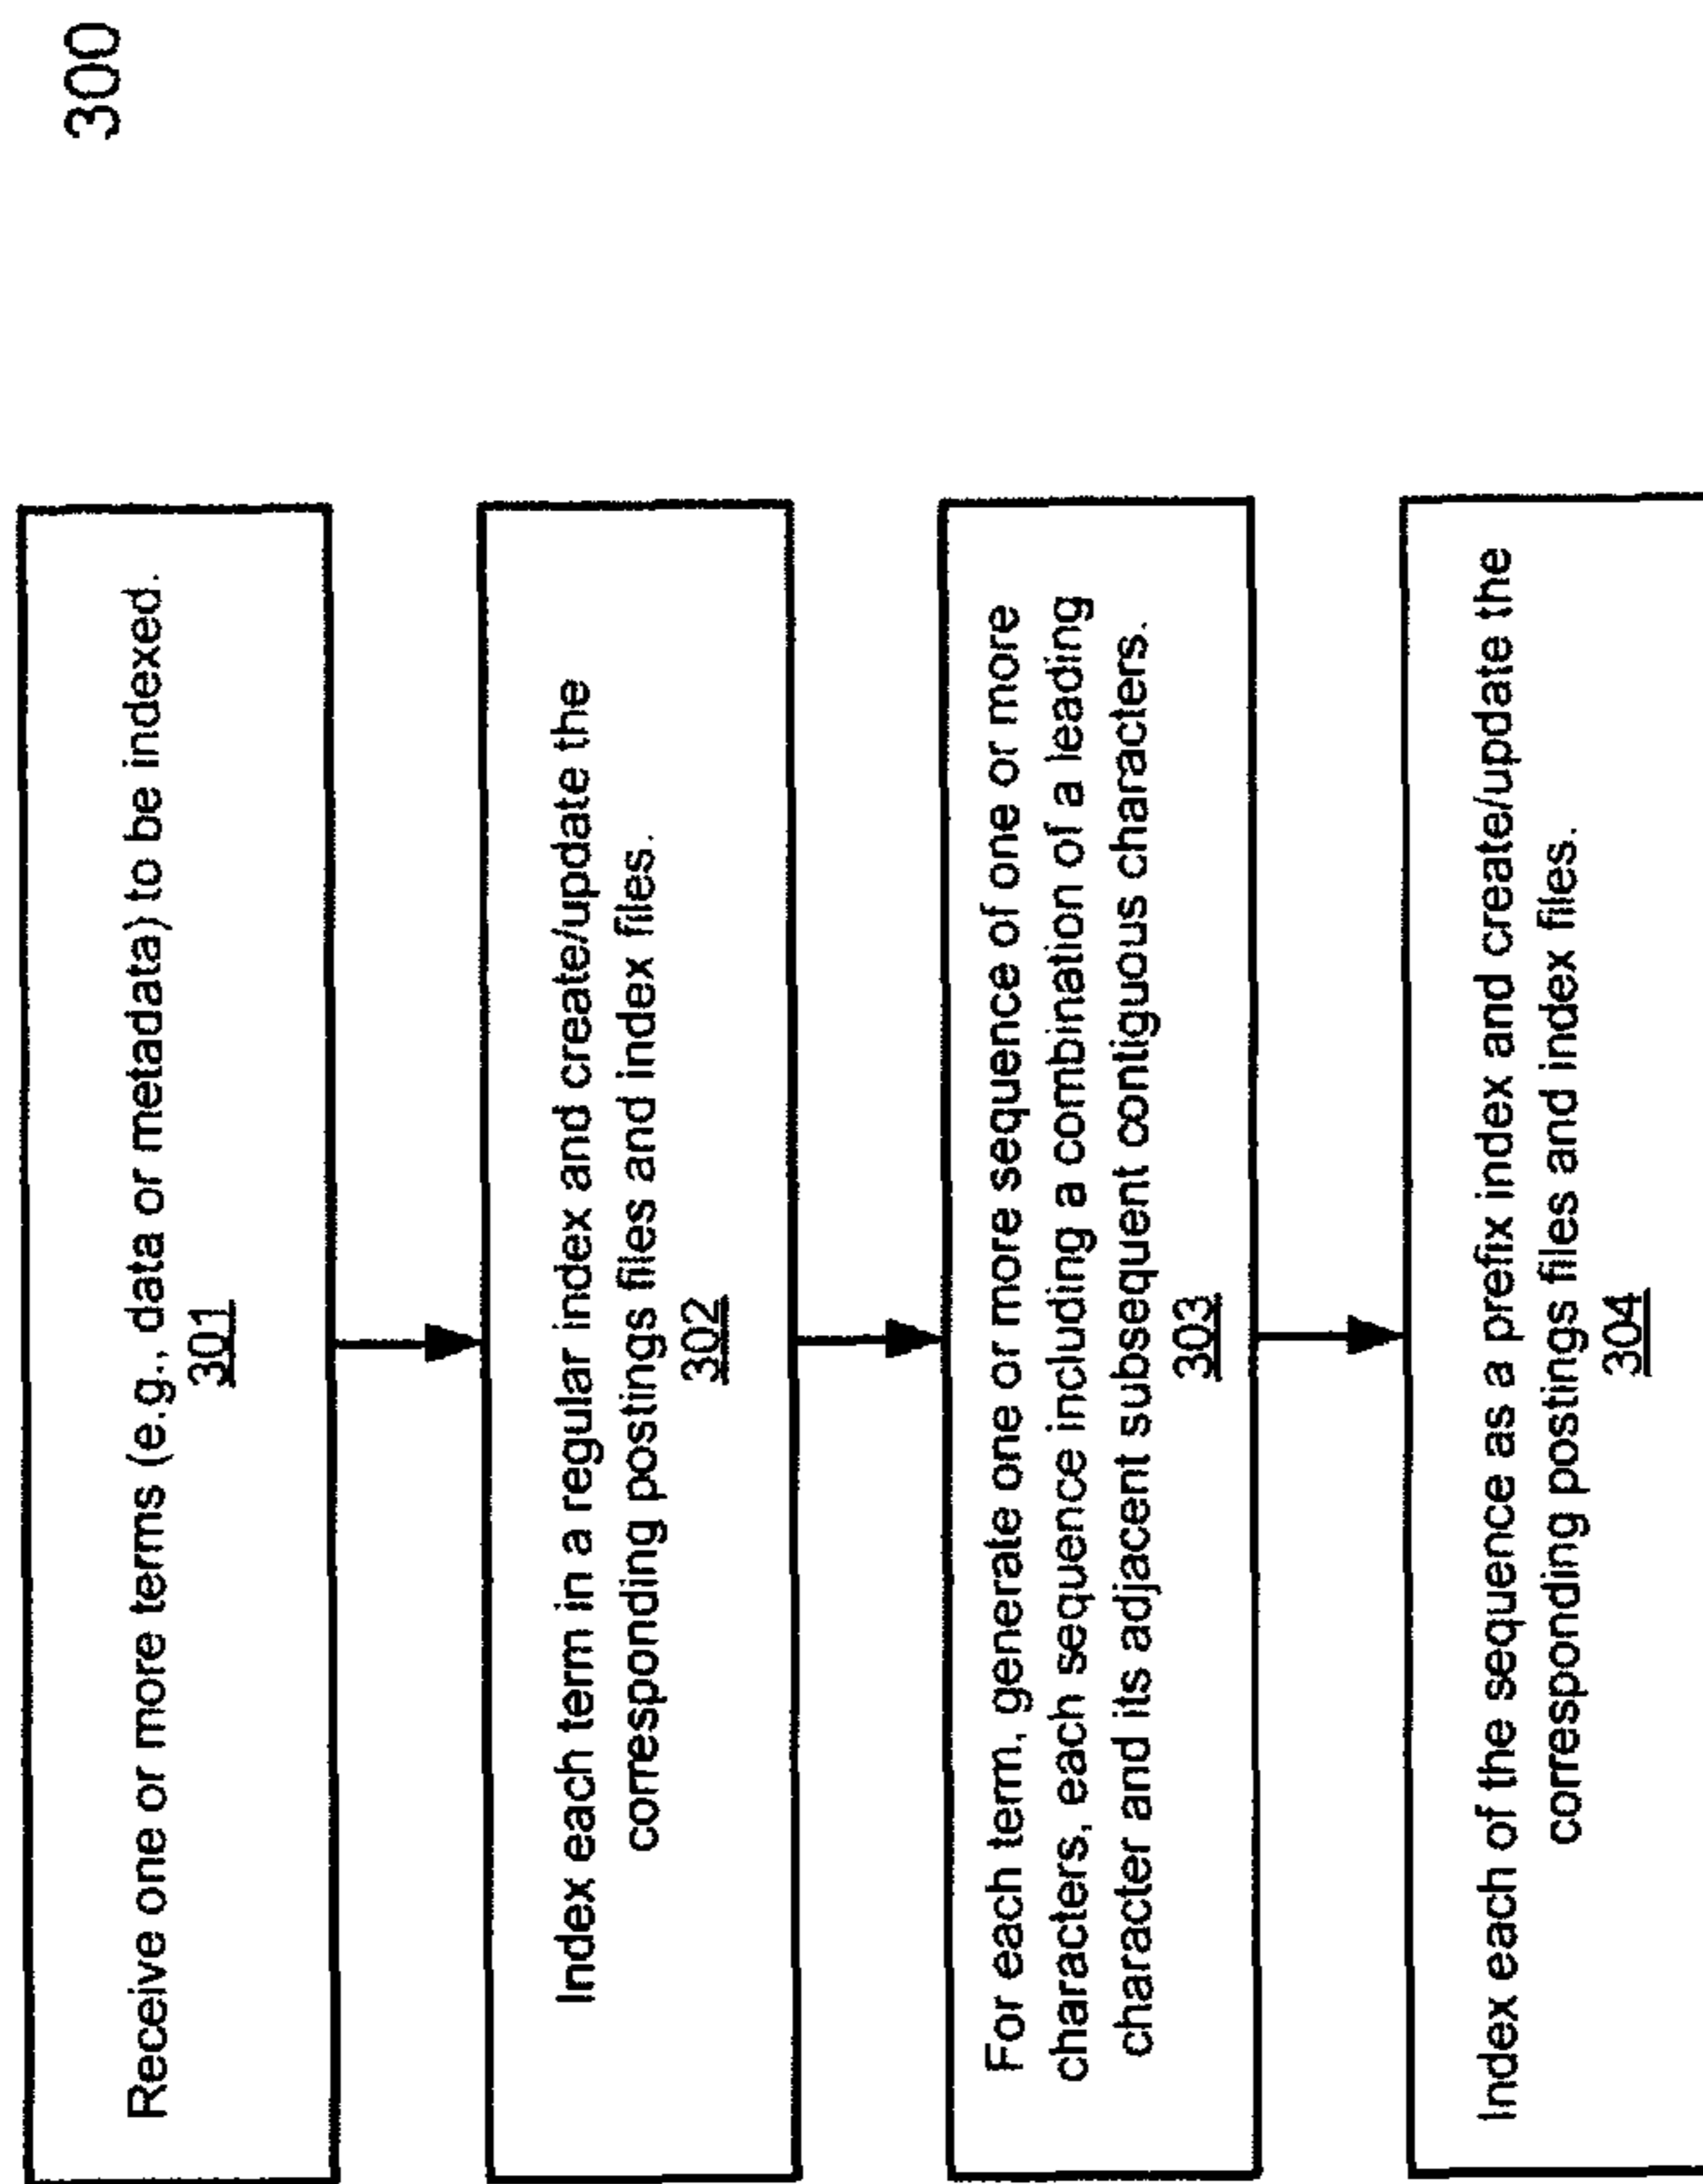 300
Receive one or more terms (e.g., data or metadata) to be indexed.
301
Index each term in a regular index and create/update the
corresponding postings files and index files.
302
For each term, generate one or more sequence of one or more
characters, each sequence including a combination of a leading
character and its adjacent subsequent contiguous characters.
303
Index each of the sequence as a prefix index and create/update the
corresponding postings files and index files.
304